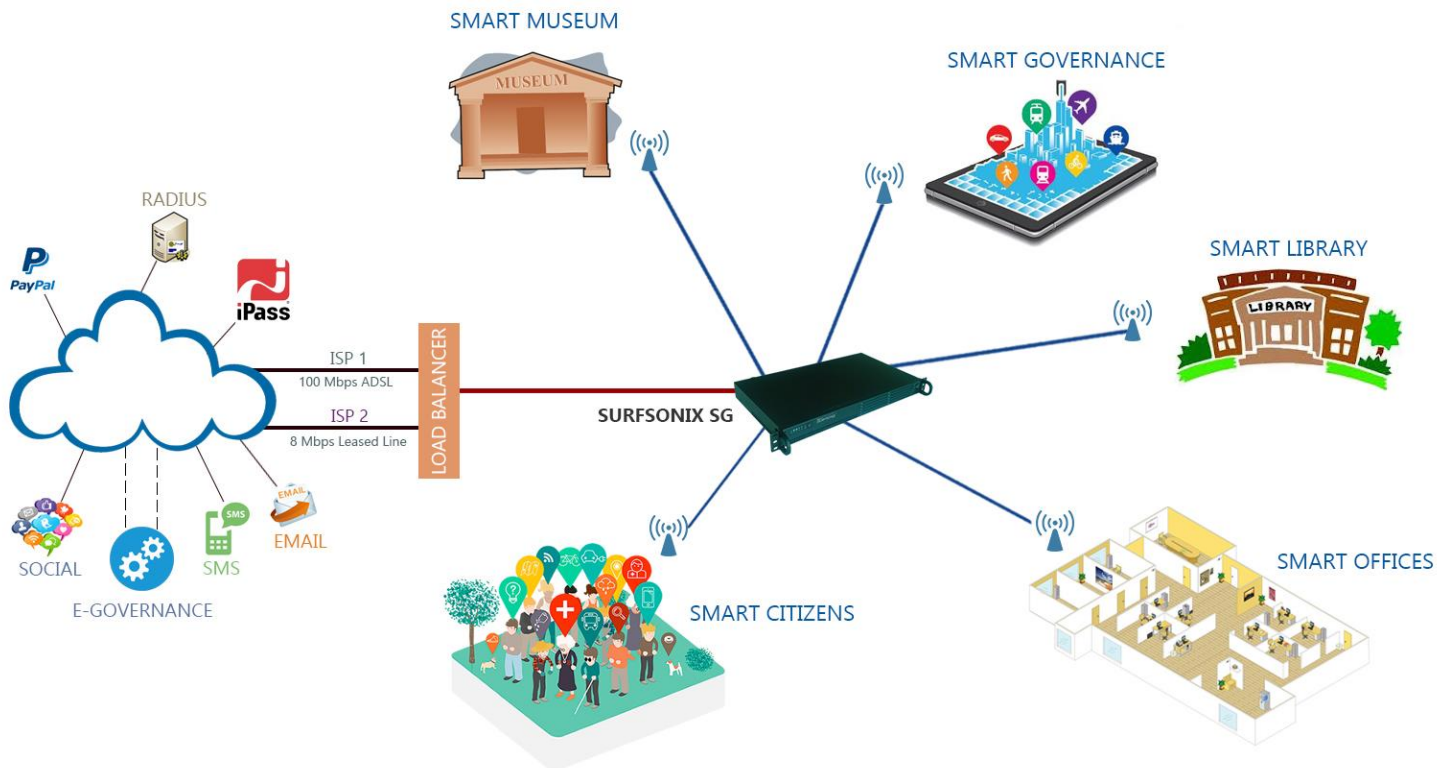 SMART MUSEUM
MUSEUM
SMART GOVERNANCE
RADIUS
PayPal
iPass
SMART LIBRARY
LIBRARY
ISP 1
100 Mbps ADSL
ISP 2
8 Mbps Leased Line
LOAD BALANCER
SURFSONIX SG
SOCIAL
E-GOVERNANCE
SMS
SMS
EMAIL
EMAIL
SMART CITIZENS
SMART OFFICES